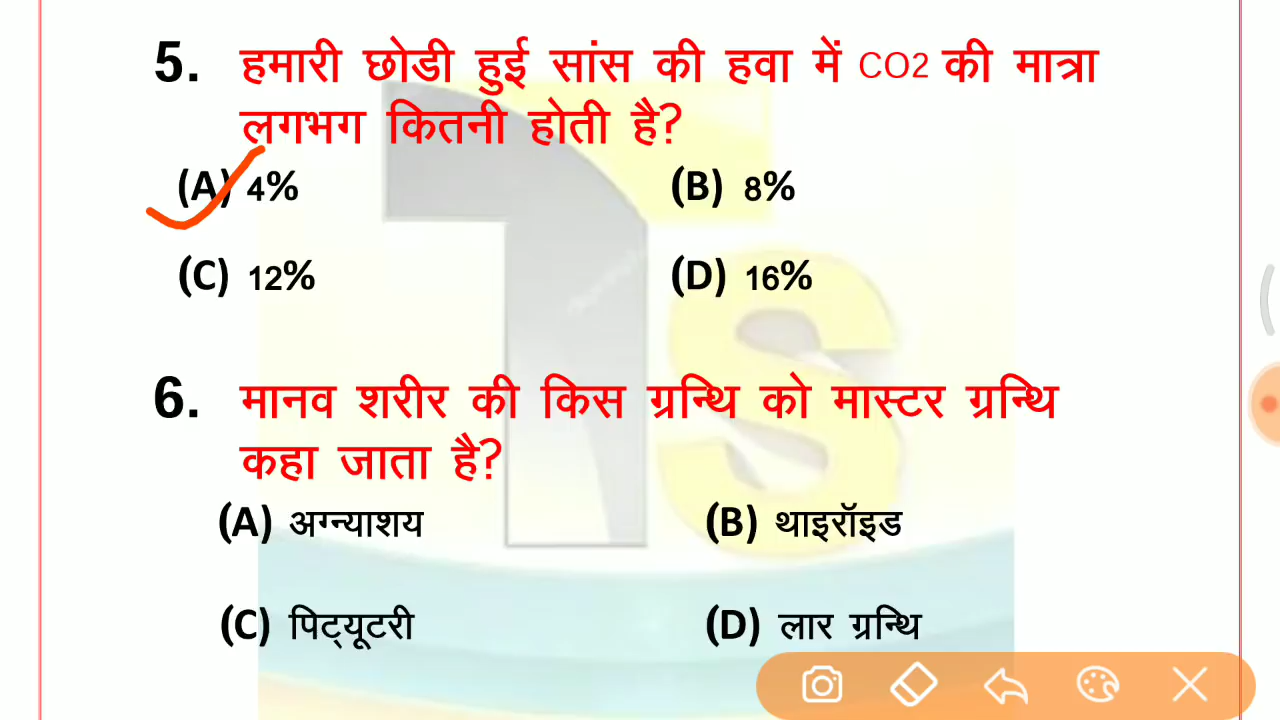 5. हमारी छोडी हुई सांस की हवा में CO2 की मात्रा
लगभग कितनी होती है?
(A) 4% (B) 8%
(C) 12% (D) 16%
6. मानव शरीर की किस ग्रन्थि को मास्टर ग्रन्थि
कहा जाता है?
(A) अग्न्याशय (B) थाइरॉइड
(C) पिट्यूटरी (D) लार ग्रन्थि